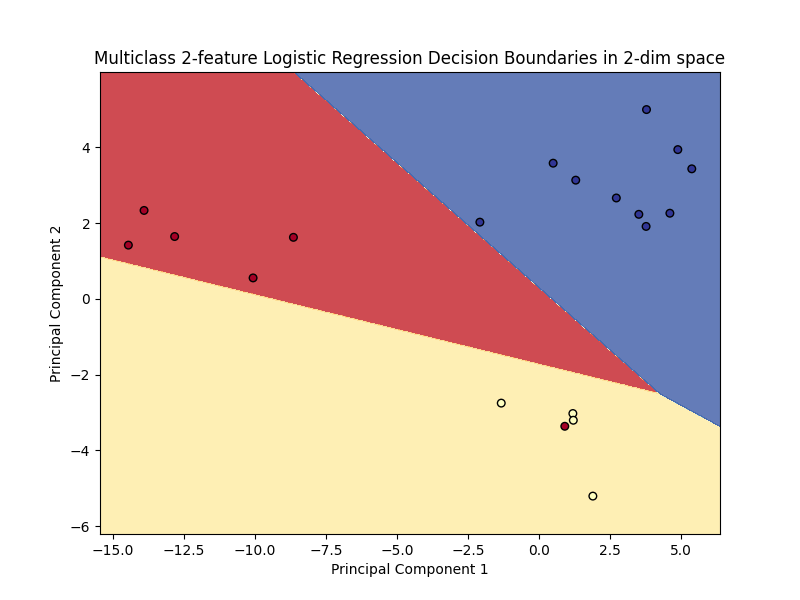 Multiclass 2-feature Logistic Regression Decision Boundaries in 2-dim space
4
2
0
−2
−4
−6
Principal Component 2
−15.0 −12.5 −10.0 −7.5 −5.0 −2.5 0.0 2.5 5.0
Principal Component 1